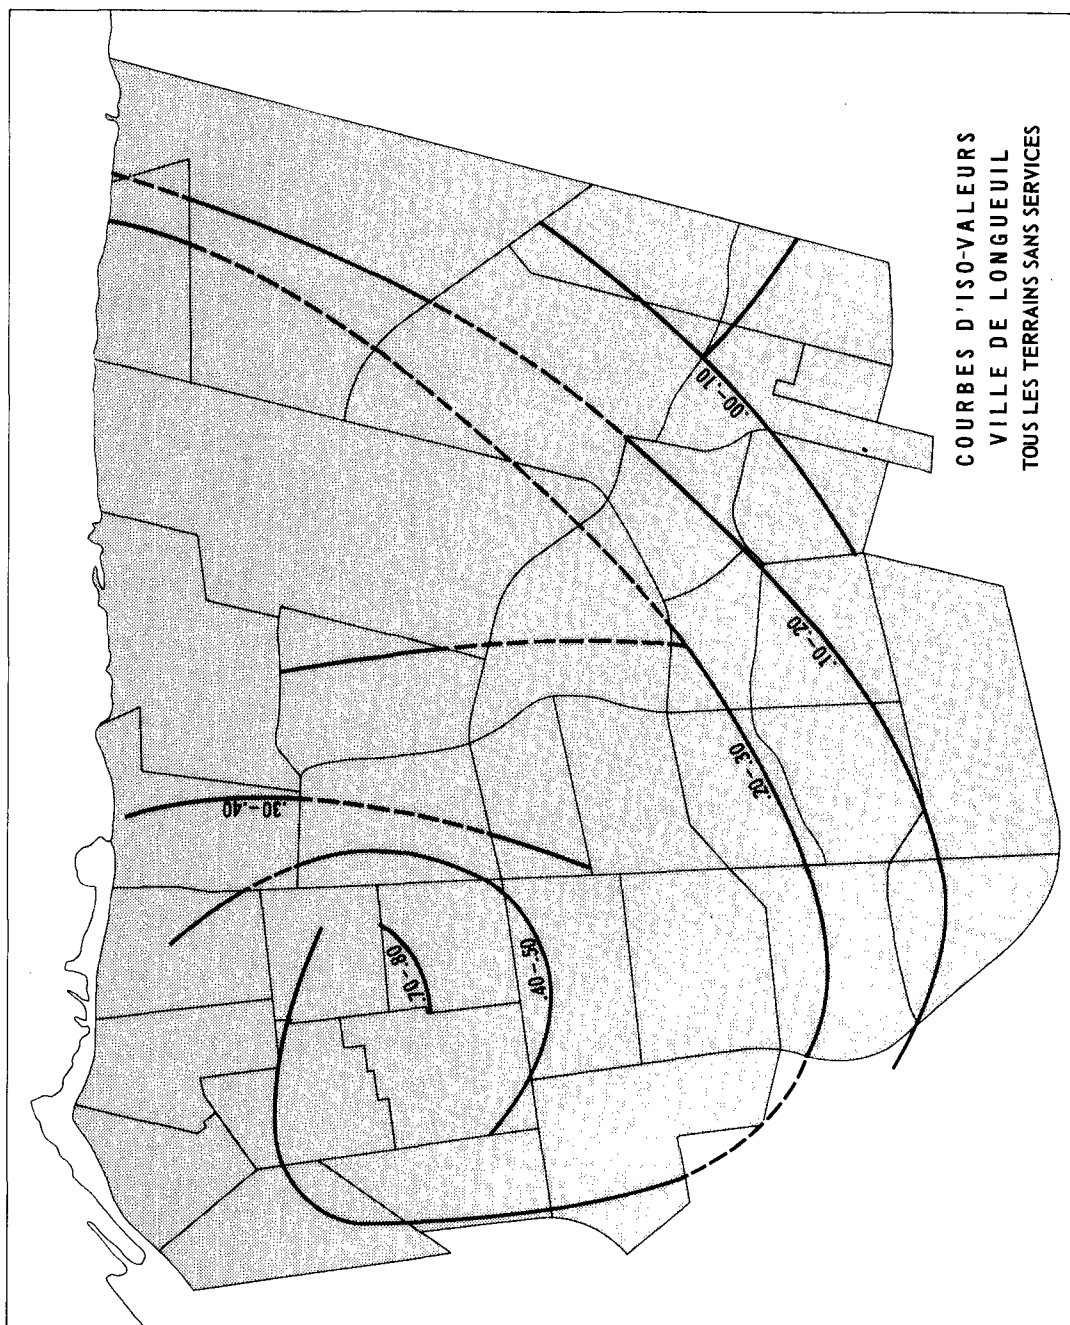 COURBES D'ISO-VALEURS
VILLE DE LONGUEUIL
TOUS LES TERRAINS SANS SERVICES
.00-.10
.10-.20
.20-.30
.30-.40
.40-.50
.70-.80